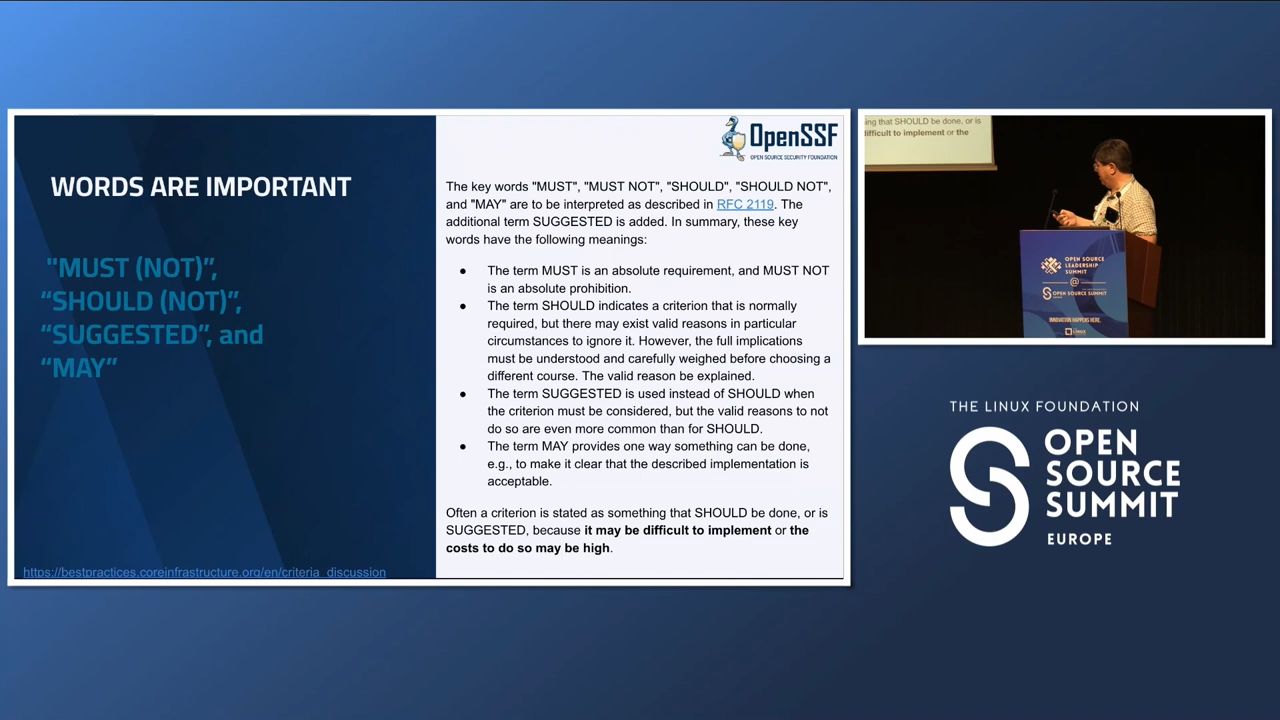 WORDS ARE IMPORTANT
"MUST (NOT)”,
“SHOULD (NOT)”,
“SUGGESTED”, and
“MAY”
https://bestpractices.coreinfrastructure.org/en/criteria_discussion
OpenSSF
OPEN SOURCE SECURITY FOUNDATION
The key words "MUST", "MUST NOT", "SHOULD", "SHOULD NOT",
and "MAY" are to be interpreted as described in RFC 2119. The
additional term SUGGESTED is added. In summary, these key
words have the following meanings:
● The term MUST is an absolute requirement, and MUST NOT
is an absolute prohibition.
● The term SHOULD indicates a criterion that is normally
required, but there may exist valid reasons in particular
circumstances to ignore it. However, the full implications
must be understood and carefully weighed before choosing a
different course. The valid reason be explained.
● The term SUGGESTED is used instead of SHOULD when
the criterion must be considered, but the valid reasons to not
do so are even more common than for SHOULD.
● The term MAY provides one way something can be done,
e.g., to make it clear that the described implementation is
acceptable.
Often a criterion is stated as something that SHOULD be done, or is
SUGGESTED, because it may be difficult to implement or the
costs to do so may be high.
ing that SHOULD be done, or is
difficult to implement or the
OPEN SOURCE
LEADERSHIP
SUMMIT
@
OPEN SOURCE SUMMIT
INNOVATION HAPPENS HERE.
LINUX
THE LINUX FOUNDATION
OPEN
SOURCE
SUMMIT
EUROPE